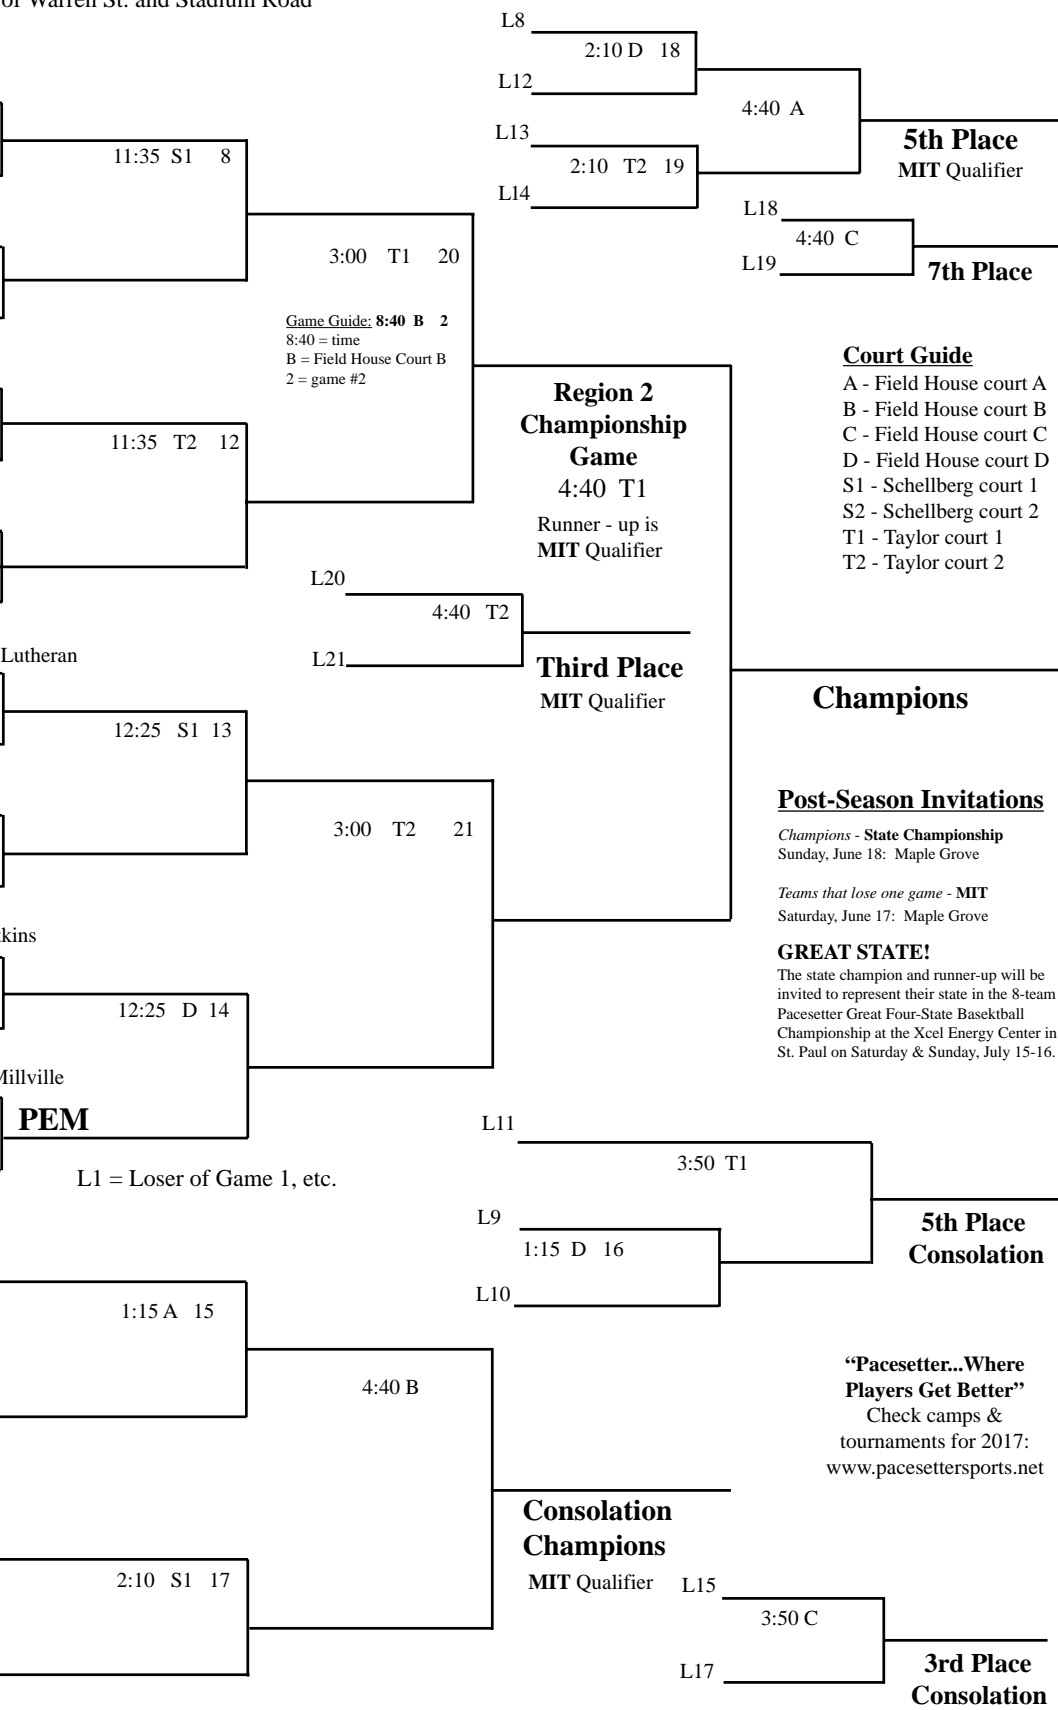 of Warren St. and Stadium Road
L8
2:10 D 18
L12
4:40 A
L13
2:10 T2 19
L14
5th Place
MIT Qualifier
L18
4:40 C
L19
7th Place
11:35 S1 8
3:00 T1 20
Game Guide: 8:40 B 2
8:40 = time
B = Field House Court B
2 = game #2
11:35 T2 12
Region 2
Championship
Game
4:40 T1
Runner - up is
MIT Qualifier
Court Guide
A - Field House court A
B - Field House court B
C - Field House court C
D - Field House court D
S1 - Schellberg court 1
S2 - Schellberg court 2
T1 - Taylor court 1
T2 - Taylor court 2
L20
4:40 T2
L21
Third Place
MIT Qualifier
Lutheran
12:25 S1 13
Champions
3:00 T2 21
Post-Season Invitations
Champions - State Championship
Sunday, June 18: Maple Grove
Teams that lose one game - MIT
Saturday, June 17: Maple Grove
GREAT STATE!
The state champion and runner-up will be
invited to represent their state in the 8-team
Pacesetter Great Four-State Basektball
Championship at the Xcel Energy Center in
St. Paul on Saturday & Sunday, July 15-16.
kins
12:25 D 14
Millville
PEM
L1 = Loser of Game 1, etc.
L11
3:50 T1
L9
1:15 D 16
L10
5th Place
Consolation
1:15 A 15
4:40 B
"Pacesetter...Where
Players Get Better"
Check camps &
tournaments for 2017:
www.pacesettersports.net
Consolation
Champions
MIT Qualifier
2:10 S1 17
L15
3:50 C
L17
3rd Place
Consolation